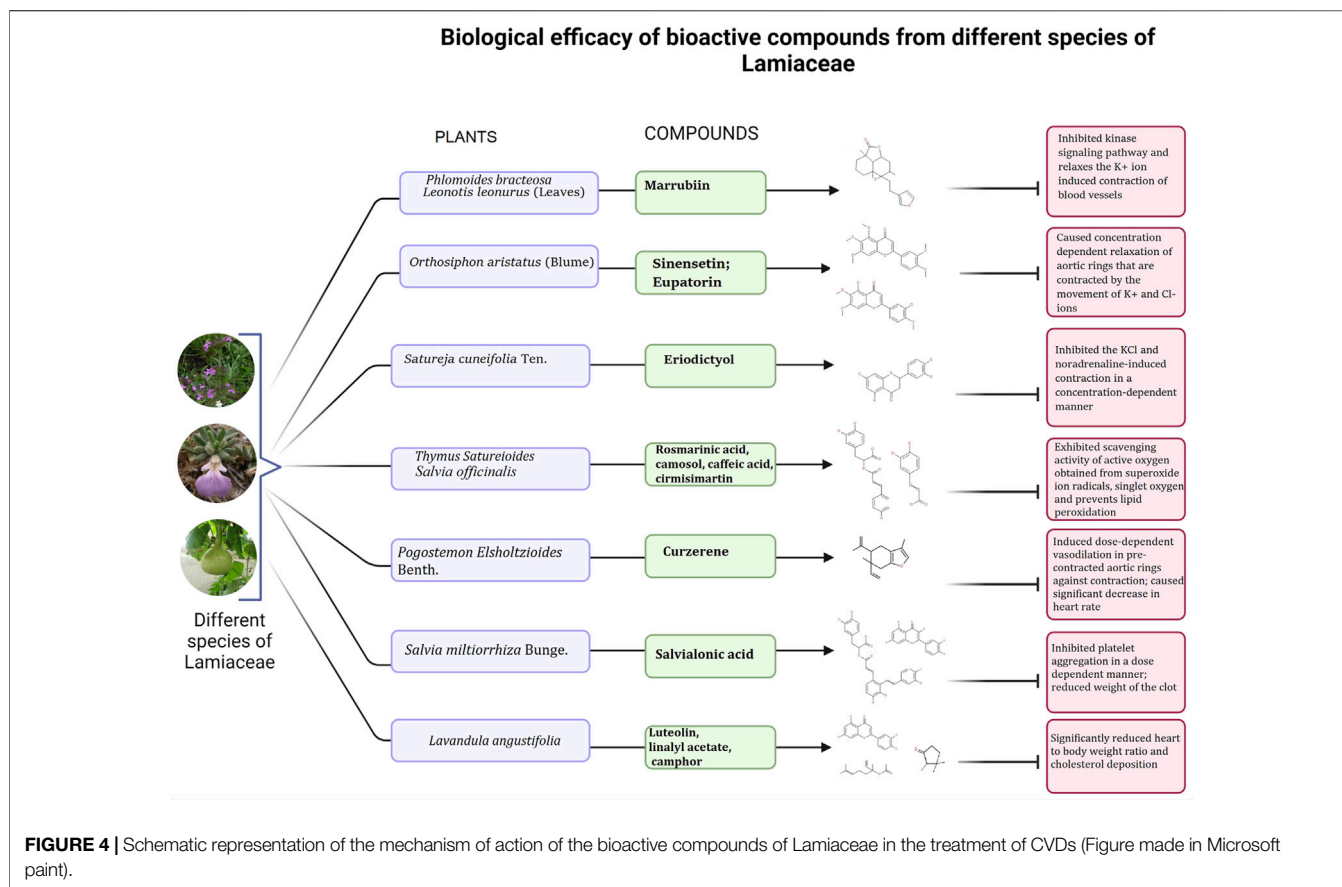 Biological efficacy of bioactive compounds from different species of
Lamiaceae
PLANTS
COMPOUNDS
Phlomoides bracteosa
Leonotis leonurus (Leaves)
Marrubiin
Inhibited kinase
signaling pathway and
relaxes the K+ ion
induced contraction of
blood vessels
Orthosiphon aristatus (Blume)
Sinensetin;
Eupatorin
Caused concentration
dependent relaxation of
aortic rings that are
contracted by the
movement of K+ and Cl-
ions
Satureja cuneifolia Ten.
Eriodictyol
Inhibited the KCl and
noradrenaline-induced
contraction in a
concentration-dependent
manner
Thymus Satureioides
Salvia officinalis
Rosmarinic acid,
camosol, caffeic acid,
cirmisimartin
Exhibited scavenging
activity of active oxygen
obtained from superoxide
ion radicals, singlet oxygen
and prevents lipid
peroxidation
Pogostemon Elsholtzioides
Benth.
Curzerene
Induced dose-dependent
vasodilation in pre-
contracted aortic rings
against contraction; caused
significant decrease in
heart rate
Different
species of
Lamiaceae
Salvia miltiorrhiza Bunge.
Salvialonic acid
Inhibited platelet
aggregation in a dose
dependent manner;
reduced weight of the clot
Lavandula angustifolia
Luteolin,
linalyl acetate,
camphor
Significantly reduced heart
to body weight ratio and
cholesterol deposition
FIGURE 4 | Schematic representation of the mechanism of action of the bioactive compounds of Lamiaceae in the treatment of CVDs (Figure made in Microsoft
paint).